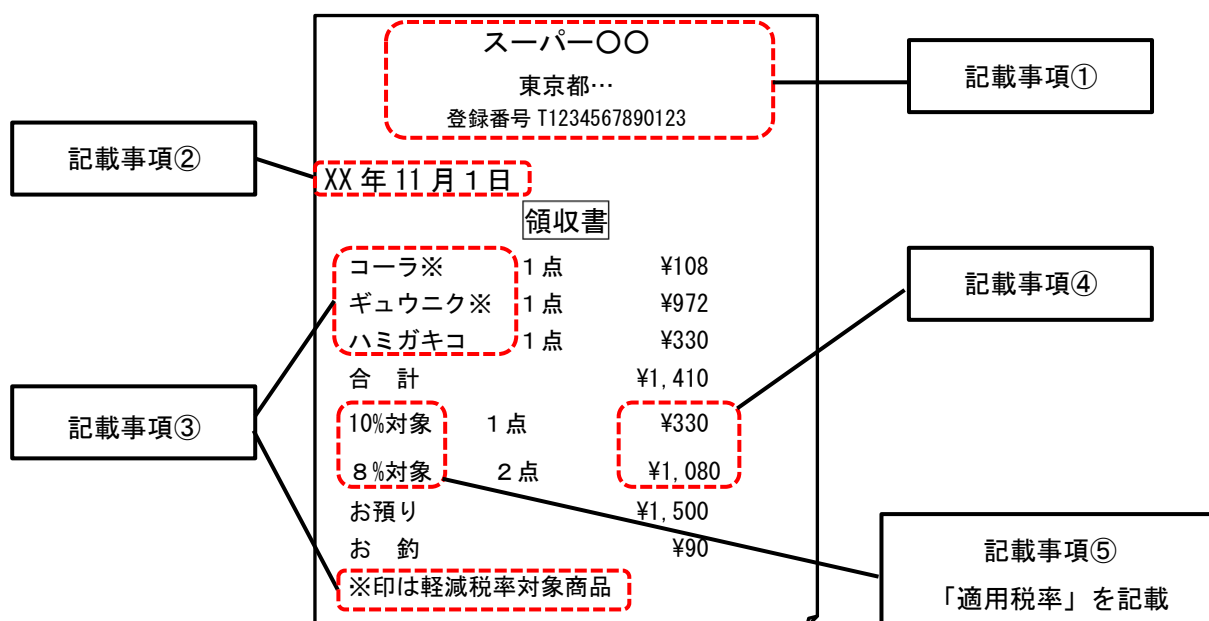 スーパー〇〇
東京都…
登録番号 T1234567890123
記載事項①
記載事項②
XX 年 11 月 1 日
領収書
コーラ※ 1 点 ¥108
ギュウニク※ 1 点 ¥972
ハミガキコ 1 点 ¥330
合 計 ¥1,410
10%対象 1 点 ¥330
8%対象 2 点 ¥1,080
お預り ¥1,500
お 釣 ¥90
※印は軽減税率対象商品
記載事項③
記載事項④
記載事項⑤
「適用税率」を記載